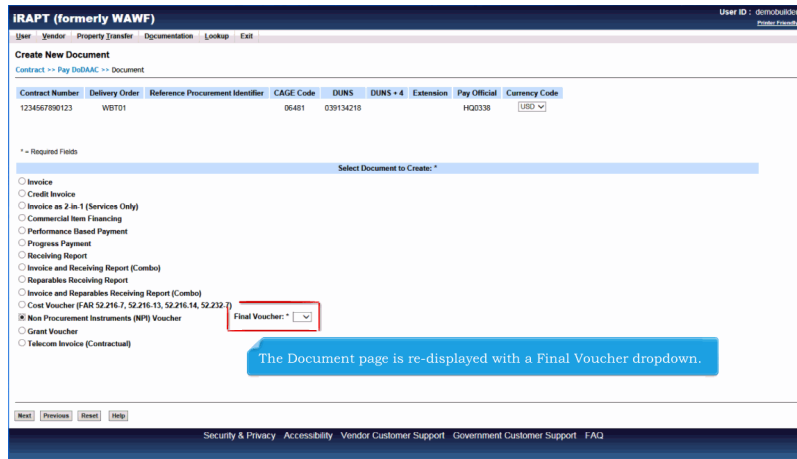 iRAPT (formerly WAWF)
User ID : demobuilder
Printer Friendly
User Vendor Property Transfer Documentation Lookup Exit
Create New Document
Contract >> Pay DoDAAC >> Document
Contract Number Delivery Order Reference Procurement Identifier CAGE Code DUNS DUNS + 4 Extension Pay Official Currency Code
1234567890123 WBT01 06481 039134218 HQ0338 USD
* = Required Fields
Select Document to Create: *
Invoice
Credit Invoice
Invoice as 2-in-1 (Services Only)
Commercial Item Financing
Performance Based Payment
Progress Payment
Receiving Report
Invoice and Receiving Report (Combo)
Reparables Receiving Report
Invoice and Reparables Receiving Report (Combo)
Cost Voucher (FAR 52.216-7, 52.216-13, 52.216.14, 52.232-7)
Non Procurement Instruments (NPI) Voucher Final Voucher: *
Grant Voucher
Telecom Invoice (Contractual)
The Document page is re-displayed with a Final Voucher dropdown.
Next Previous Reset Help
Security & Privacy Accessibility Vendor Customer Support Government Customer Support FAQ